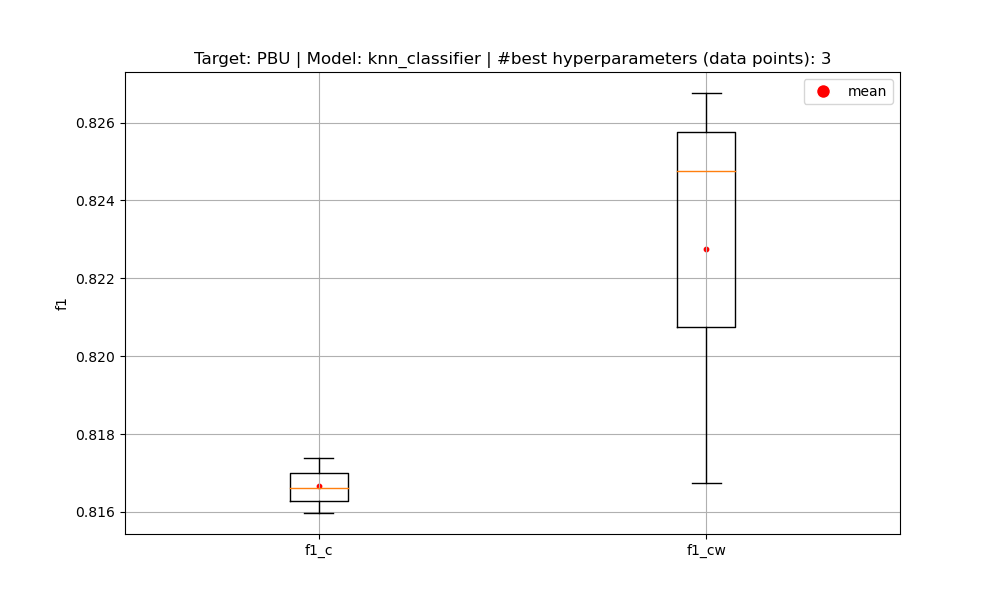 Target: PBU | Model: knn_classifier | #best hyperparameters (data points): 3
mean
0.826
0.824
0.822
0.820
0.818
0.816
f1
f1_c
f1_cw